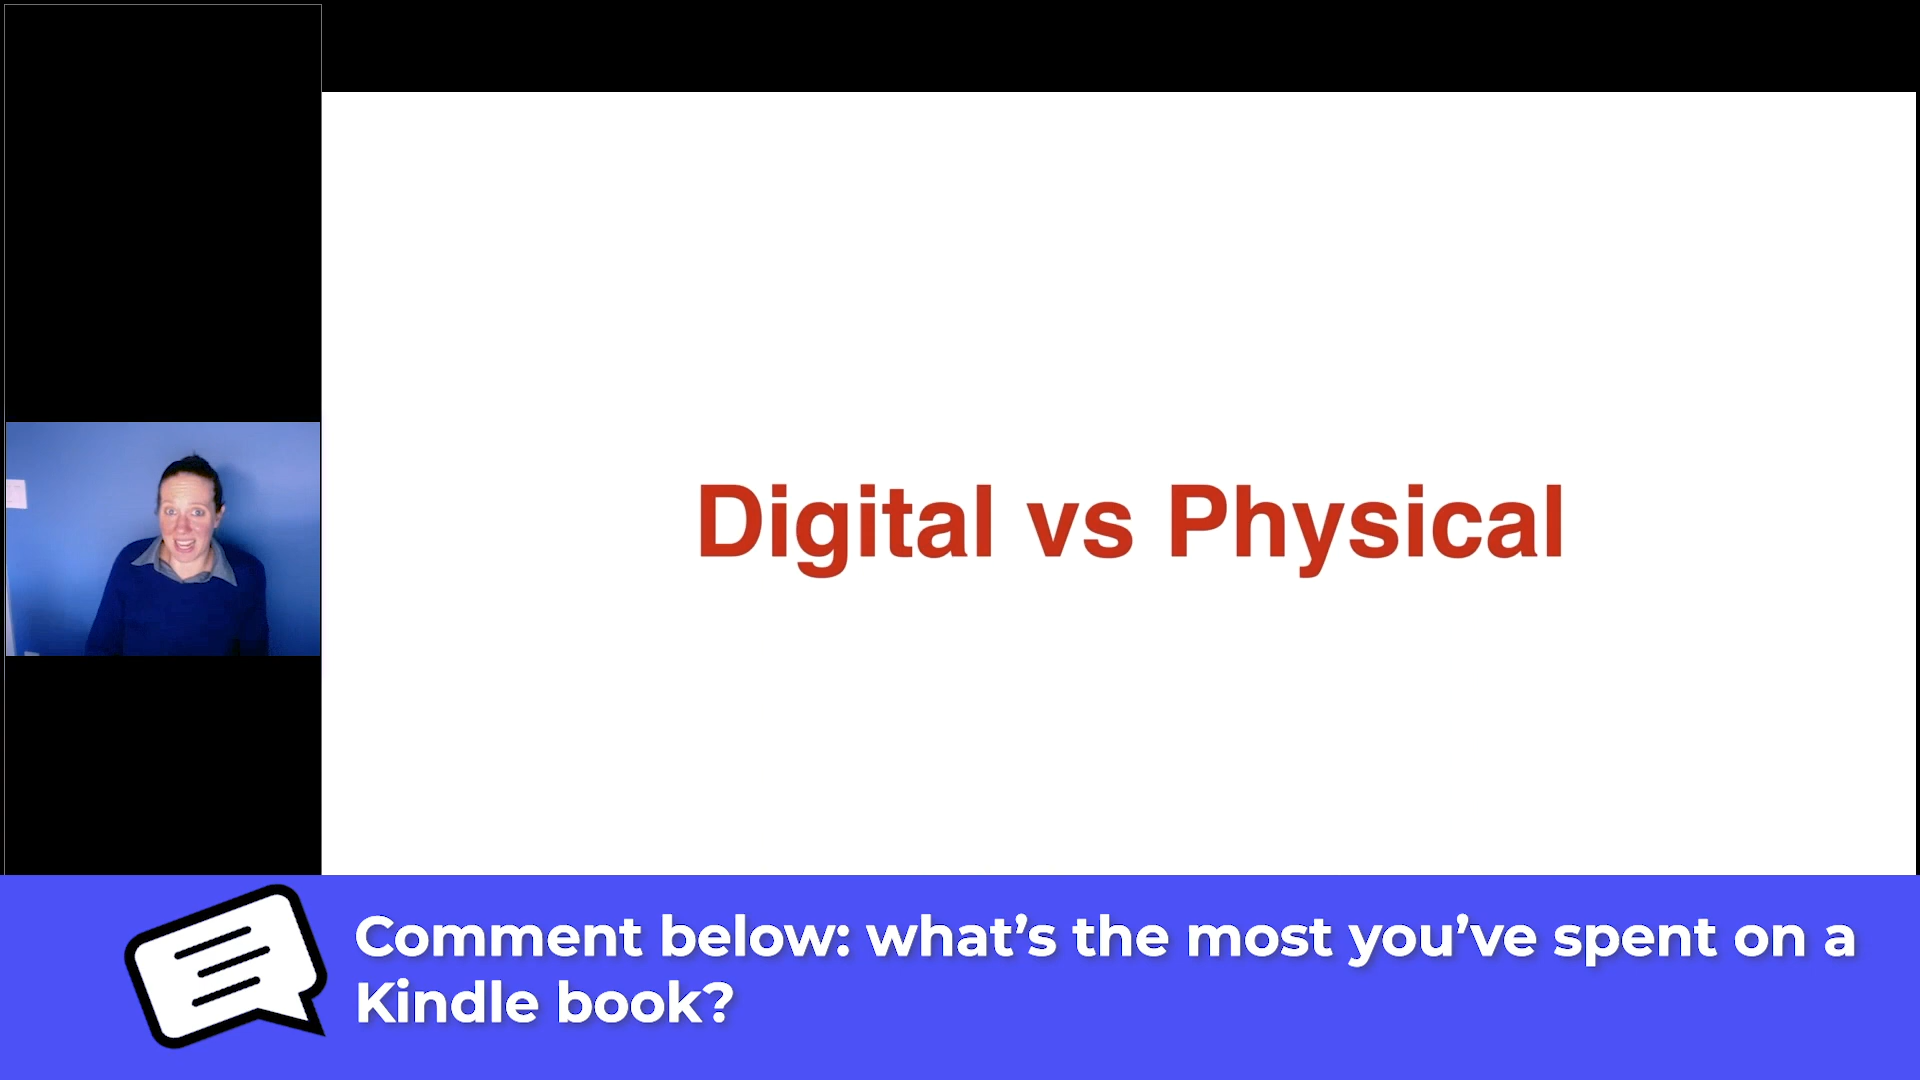 Digital vs Physical
Comment below: what’s the most you’ve spent on a
Kindle book?